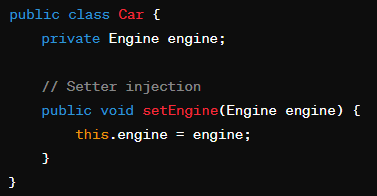 public class Car {
    private Engine engine;

    // Setter injection
    public void setEngine(Engine engine) {
        this.engine = engine;
    }
}